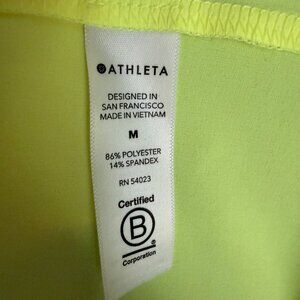 ATHLETA
DESIGNED IN
SAN FRANCISCO
MADE IN VIETNAM
M
86% POLYESTER
14% SPANDEX
RN 54023
Certified
B
Corporation